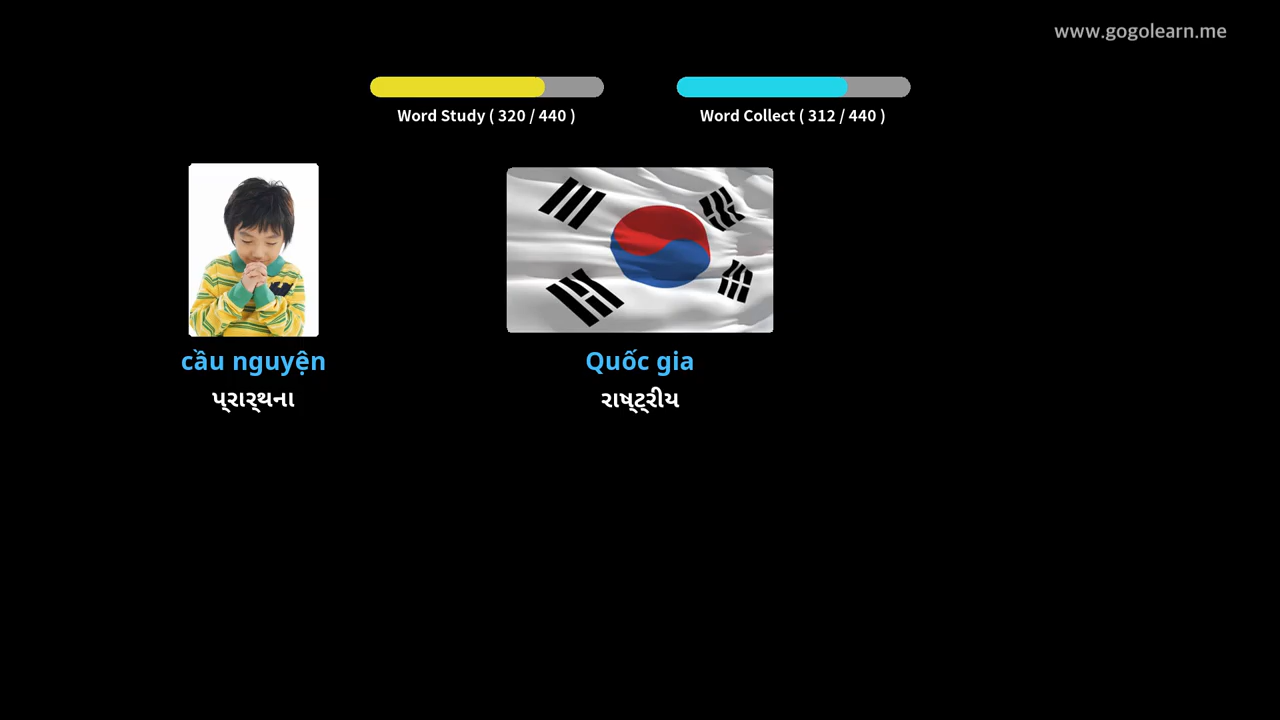 www.gogolearn.me
Word Study ( 320 / 440 )
Word Collect ( 312 / 440 )
cầu nguyện
પ્રાર્થના
Quốc gia
રાષ્ટ્રીય